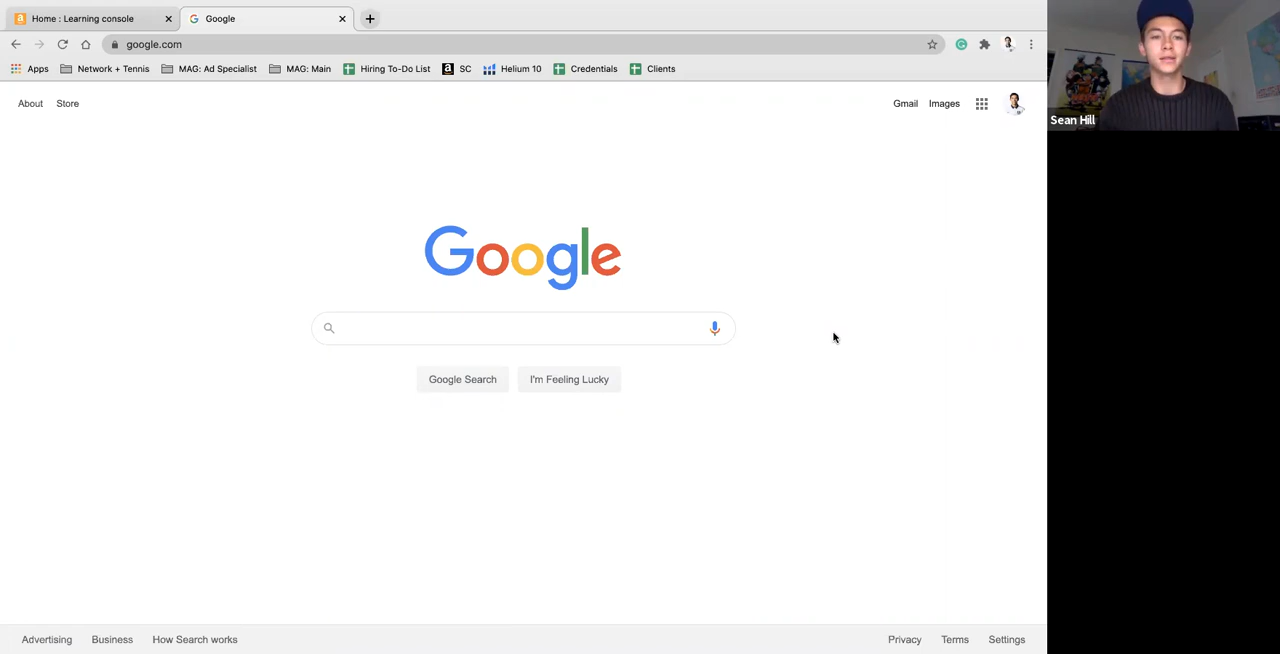 Home : Learning console
Google
google.com
Apps Network + Tennis MAG: Ad Specialist MAG: Main Hiring To-Do List SC Helium 10 Credentials Clients
About Store Gmail Images
Google
Google Search I'm Feeling Lucky
Advertising Business How Search works Privacy Terms Settings
Sean Hill